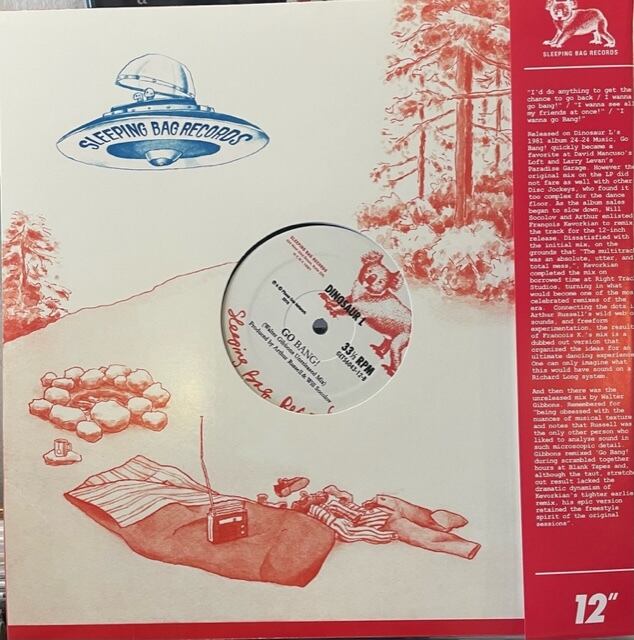 SLEEPING BAG RECORDS
SLEEPING BAG RECORDS
DINOSAUR L
33⅓ RPM
GO BANG!
(Walter Gibbons Unreleased Mix)
Produced by Arthur Russell & Will Socolov
Sleeping Bag
SLEEPING BAG RECORDS
"I'd do anything to get the
chance to go back / I wanna
go bang!" / "I wanna see all
my friends at once!" / "I
wanna go Bang!"
Released on Dinosaur L's
1981 album 24-24 Music, Go
Bang! quickly became a
favorite at David Mancuso's
Loft and Larry Levan's
Paradise Garage. However the
original mix on the LP did
not fare as well with other
Disc Jockeys, who found it
too complex for the dance
floor. As the album sales
began to slow down, Will
Socolov and Arthur enlisted
François Kevorkian to remix
the track for the 12-inch
release. Dissatisfied with
the initial mix, on the
grounds that "The multitrack
was an absolute, utter, and
total mess,", Kevorkian
completed the mix on
borrowed time at Right Track
Studios, turning in what
would become one of the most
celebrated remixes of the
era. Connecting the dots
Arthur Russell's wild web of
sounds, and freeform
experimentation, the result
of Francois K.'s mix is a
dubbed out version that
organized the ideas for an
ultimate dancing experience
One can only imagine what
this would have sound on a
Richard Long system.
And then there was the
unreleased mix by Walter
Gibbons. Remembered for
"being obsessed with the
nuances of musical texture
and notes that Russell was
the only other person who
liked to analyse sound in
such microscopic detail.
Gibbons remixed 'Go Bang!
during scrambled together
hours at Blank Tapes and,
although the taut, stretched
out result lacked the
dramatic dynamism of
Kevorkian's tighter earlier
remix, his epic version
retained the freestyle
spirit of the original
sessions".
12"